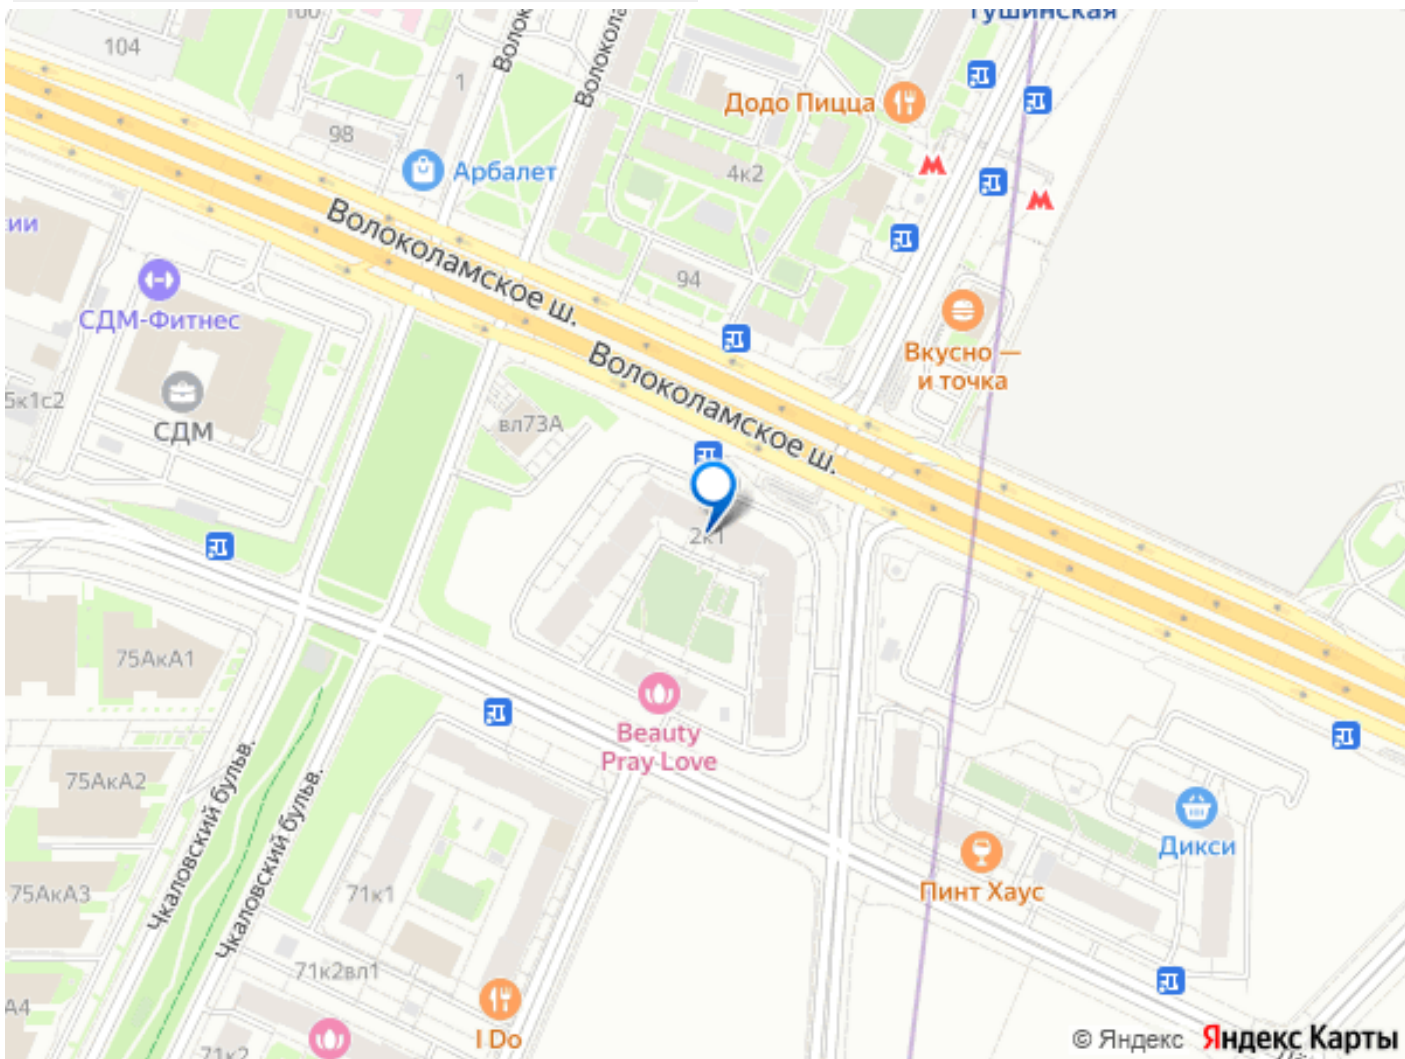 Тушинская
100
104
Волок
Волокола
1
Додо Пицца
98
Арбалет
4к2
ии
Волоколамское ш.
94
СДМ-Фитнес
Вкусно —
и точка
Волоколамское ш.
5к1с2
вл73А
СДМ
2к1
75АкА1
Beauty
Pray Love
75АкА2
Чкаловский бульв.
Чкаловский бульв.
Дикси
75АкА3
71к1
Пинт Хаус
71к2вл1
А4
I Do
71к2
© Яндекс Яндекс Карты